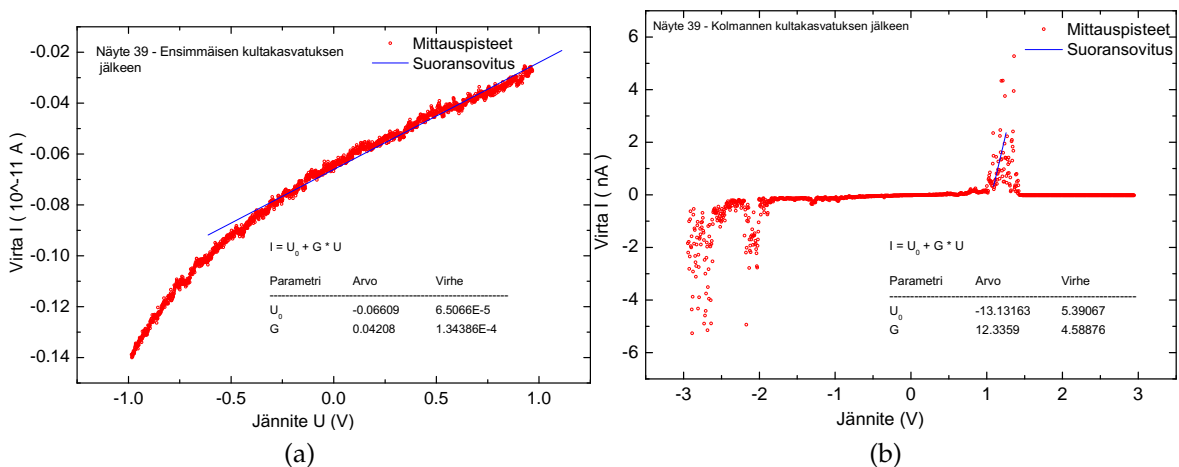 Näyte 39 - Ensimmäisen kultakasvatuksen
jälkeen
Mittauspisteet
Suoransovitus
-0.02
-0.04
-0.06
-0.08
-0.10
-0.12
-0.14
Virta I ( 10^-11 A)
I = U0 + G * U
Parametri Arvo Virhe
U0 -0.06609 6.5066E-5
G 0.04208 1.34386E-4
-1.0 -0.5 0.0 0.5 1.0
Jännite U (V)
(a)
Näyte 39 - Kolmannen kultakasvatuksen jälkeen
Mittauspisteet
Suoransovitus
6
4
2
0
-2
-4
-6
Virta I ( nA)
I = U0 + G * U
Parametri Arvo Virhe
U0 -13.13163 5.39067
G 12.3359 4.58876
-3 -2 -1 0 1 2 3
Jännite (V)
(b)